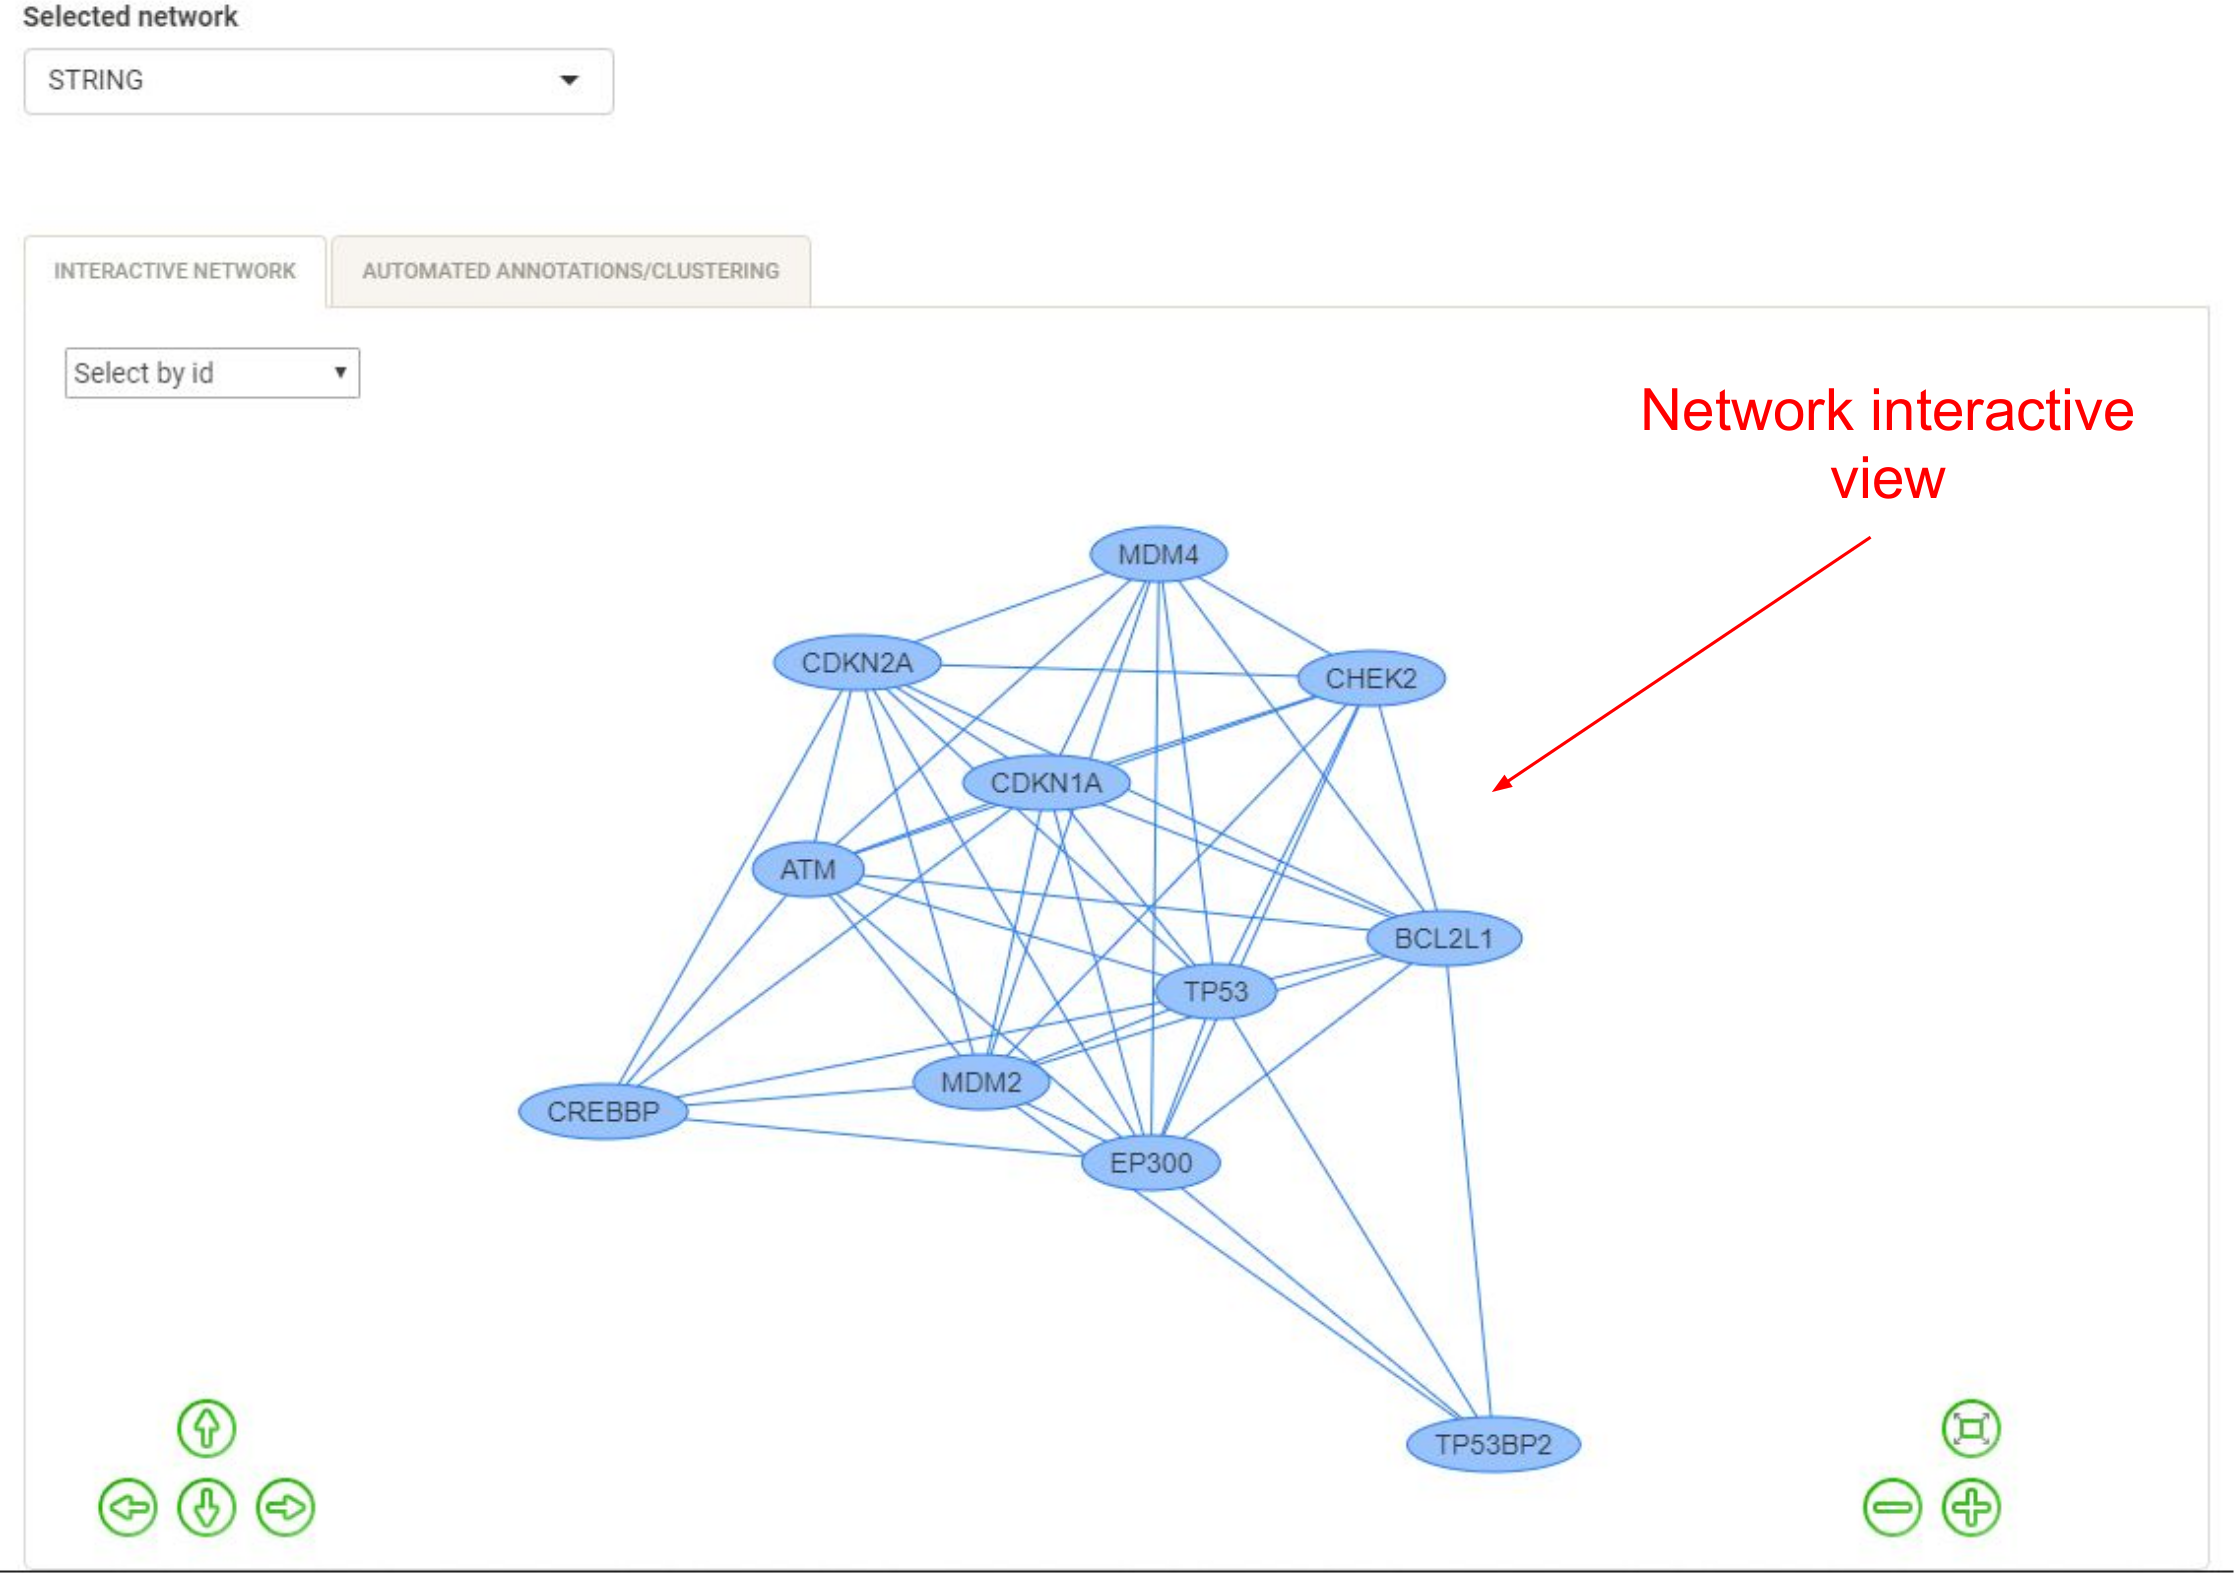 Selected network
STRING
INTERACTIVE NETWORK
AUTOMATED ANNOTATIONS/CLUSTERING
Select by id
Network interactive
view
MDM4
CDKN2A
CHEK2
CDKN1A
ATM
BCL2L1
TP53
MDM2
CREBBP
EP300
TP53BP2